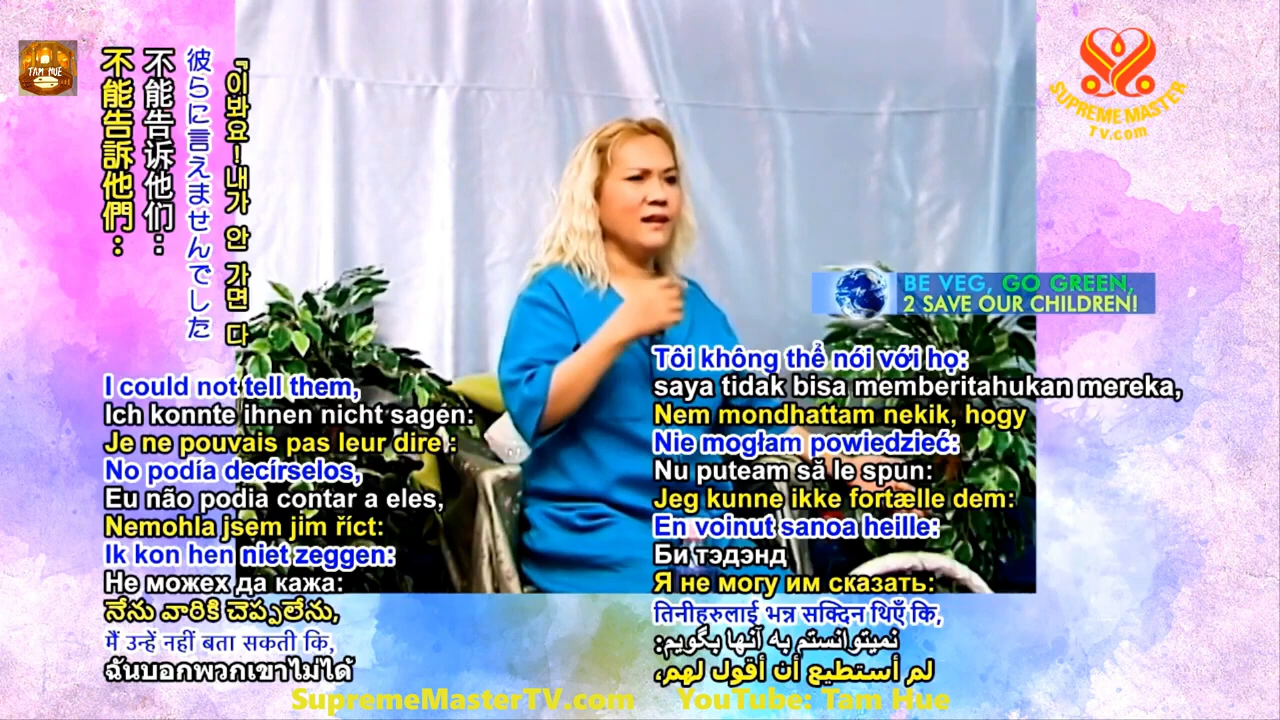 TAM HUE
不能告訴他們：
不能告诉他们：
彼らに言えませんでした
『이봐요！내가 안 가면 다
SUPREME MASTER
TV.com
BE VEG, GO GREEN,
2 SAVE OUR CHILDREN!
I could not tell them,
Ich konnte ihnen nicht sagen:
Je ne pouvais pas leur dire :
No podía decírselos,
Eu não podia contar a eles,
Nemohla jsem jim říct:
Ik kon hen niet zeggen:
Не можех да кажа:
నేను వారికి చెప్పలేను,
मैं उन्हें नहीं बता सकती कि,
ฉันบอกพวกเขาไม่ได้
Tôi không thể nói với họ:
saya tidak bisa memberitahukan mereka,
Nem mondhattam nekik, hogy
Nie mogłam powiedzieć:
Nu puteam să le spun:
Jeg kunne ikke fortælle dem:
En voinut sanoa heille:
Би тэдэнд
Я не могу им сказать:
तिनीहरुलाई भन्न सक्दिन थिएँ कि,
نمیتوانستم به آنها بگویم:
لم أستطيع أن أقول لهم،
SupremeMasterTV.com
YouTube: Tam Hue